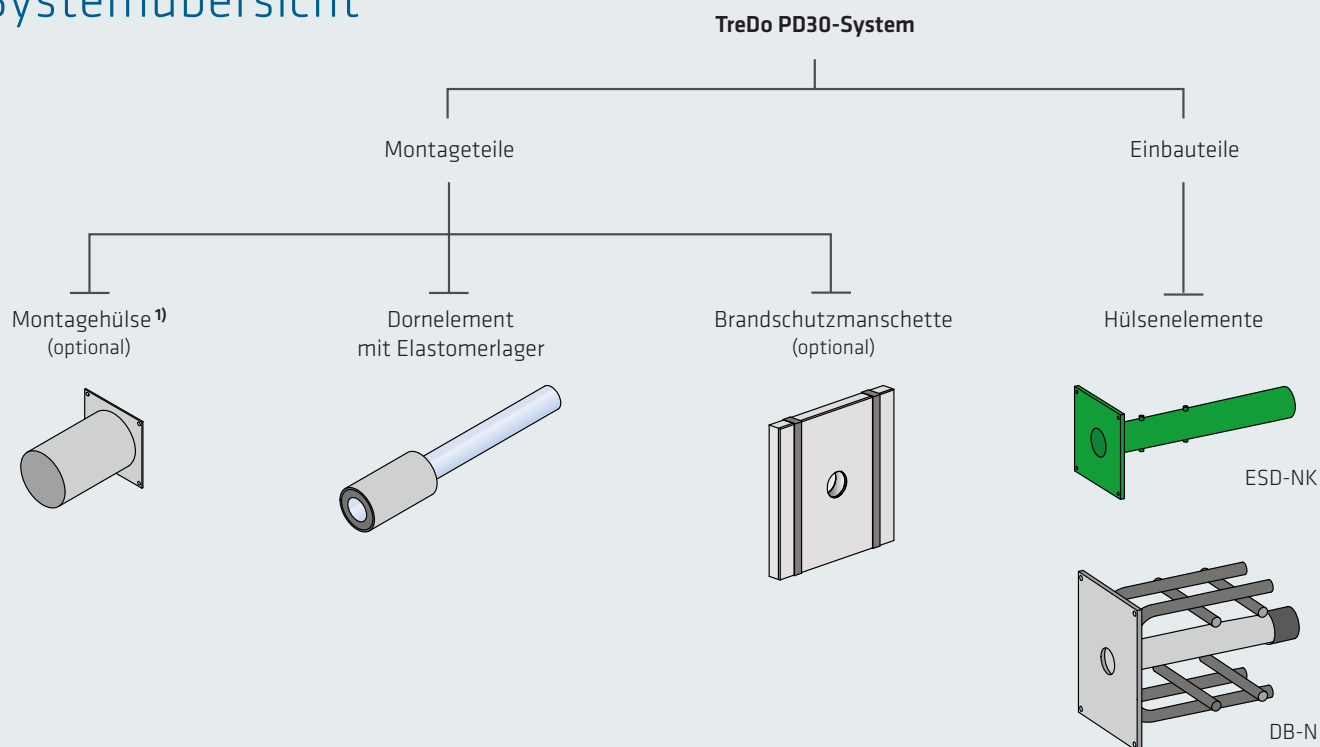 Systemübersicht
TreDo PD30-System
Montageteile
Einbauteile
Montagehülse 1)
(optional)
Dornelement
mit Elastomerlager
Brandschutzmanschette
(optional)
Hülsenelemente
ESD-NK
DB-N